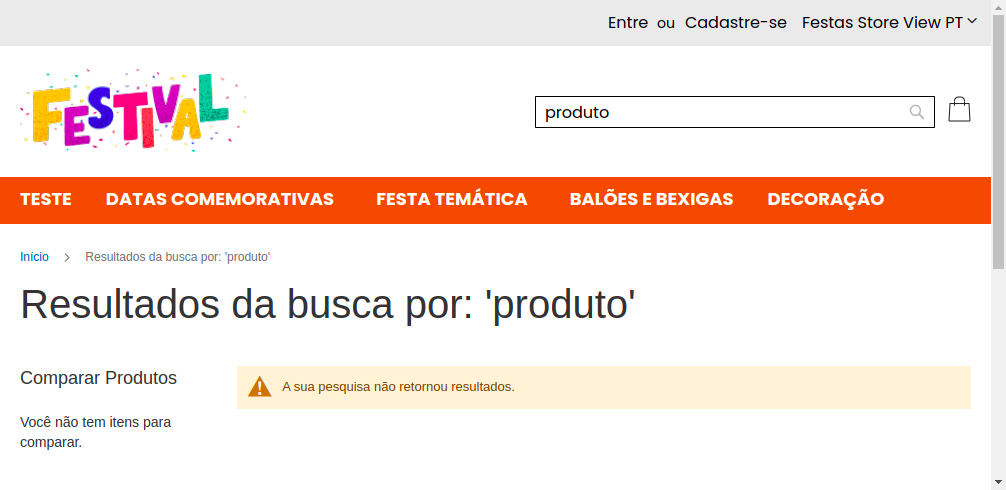 Entre ou Cadastre-se Festas Store View PT
FESTIVAL
produto
TESTE DATAS COMEMORATIVAS FESTA TEMÁTICA BALÕES E BEXIGAS DECORAÇÃO
Início > Resultados da busca por: 'produto'
Resultados da busca por: 'produto'
Comparar Produtos
A sua pesquisa não retornou resultados.
Você não tem itens para
comparar.